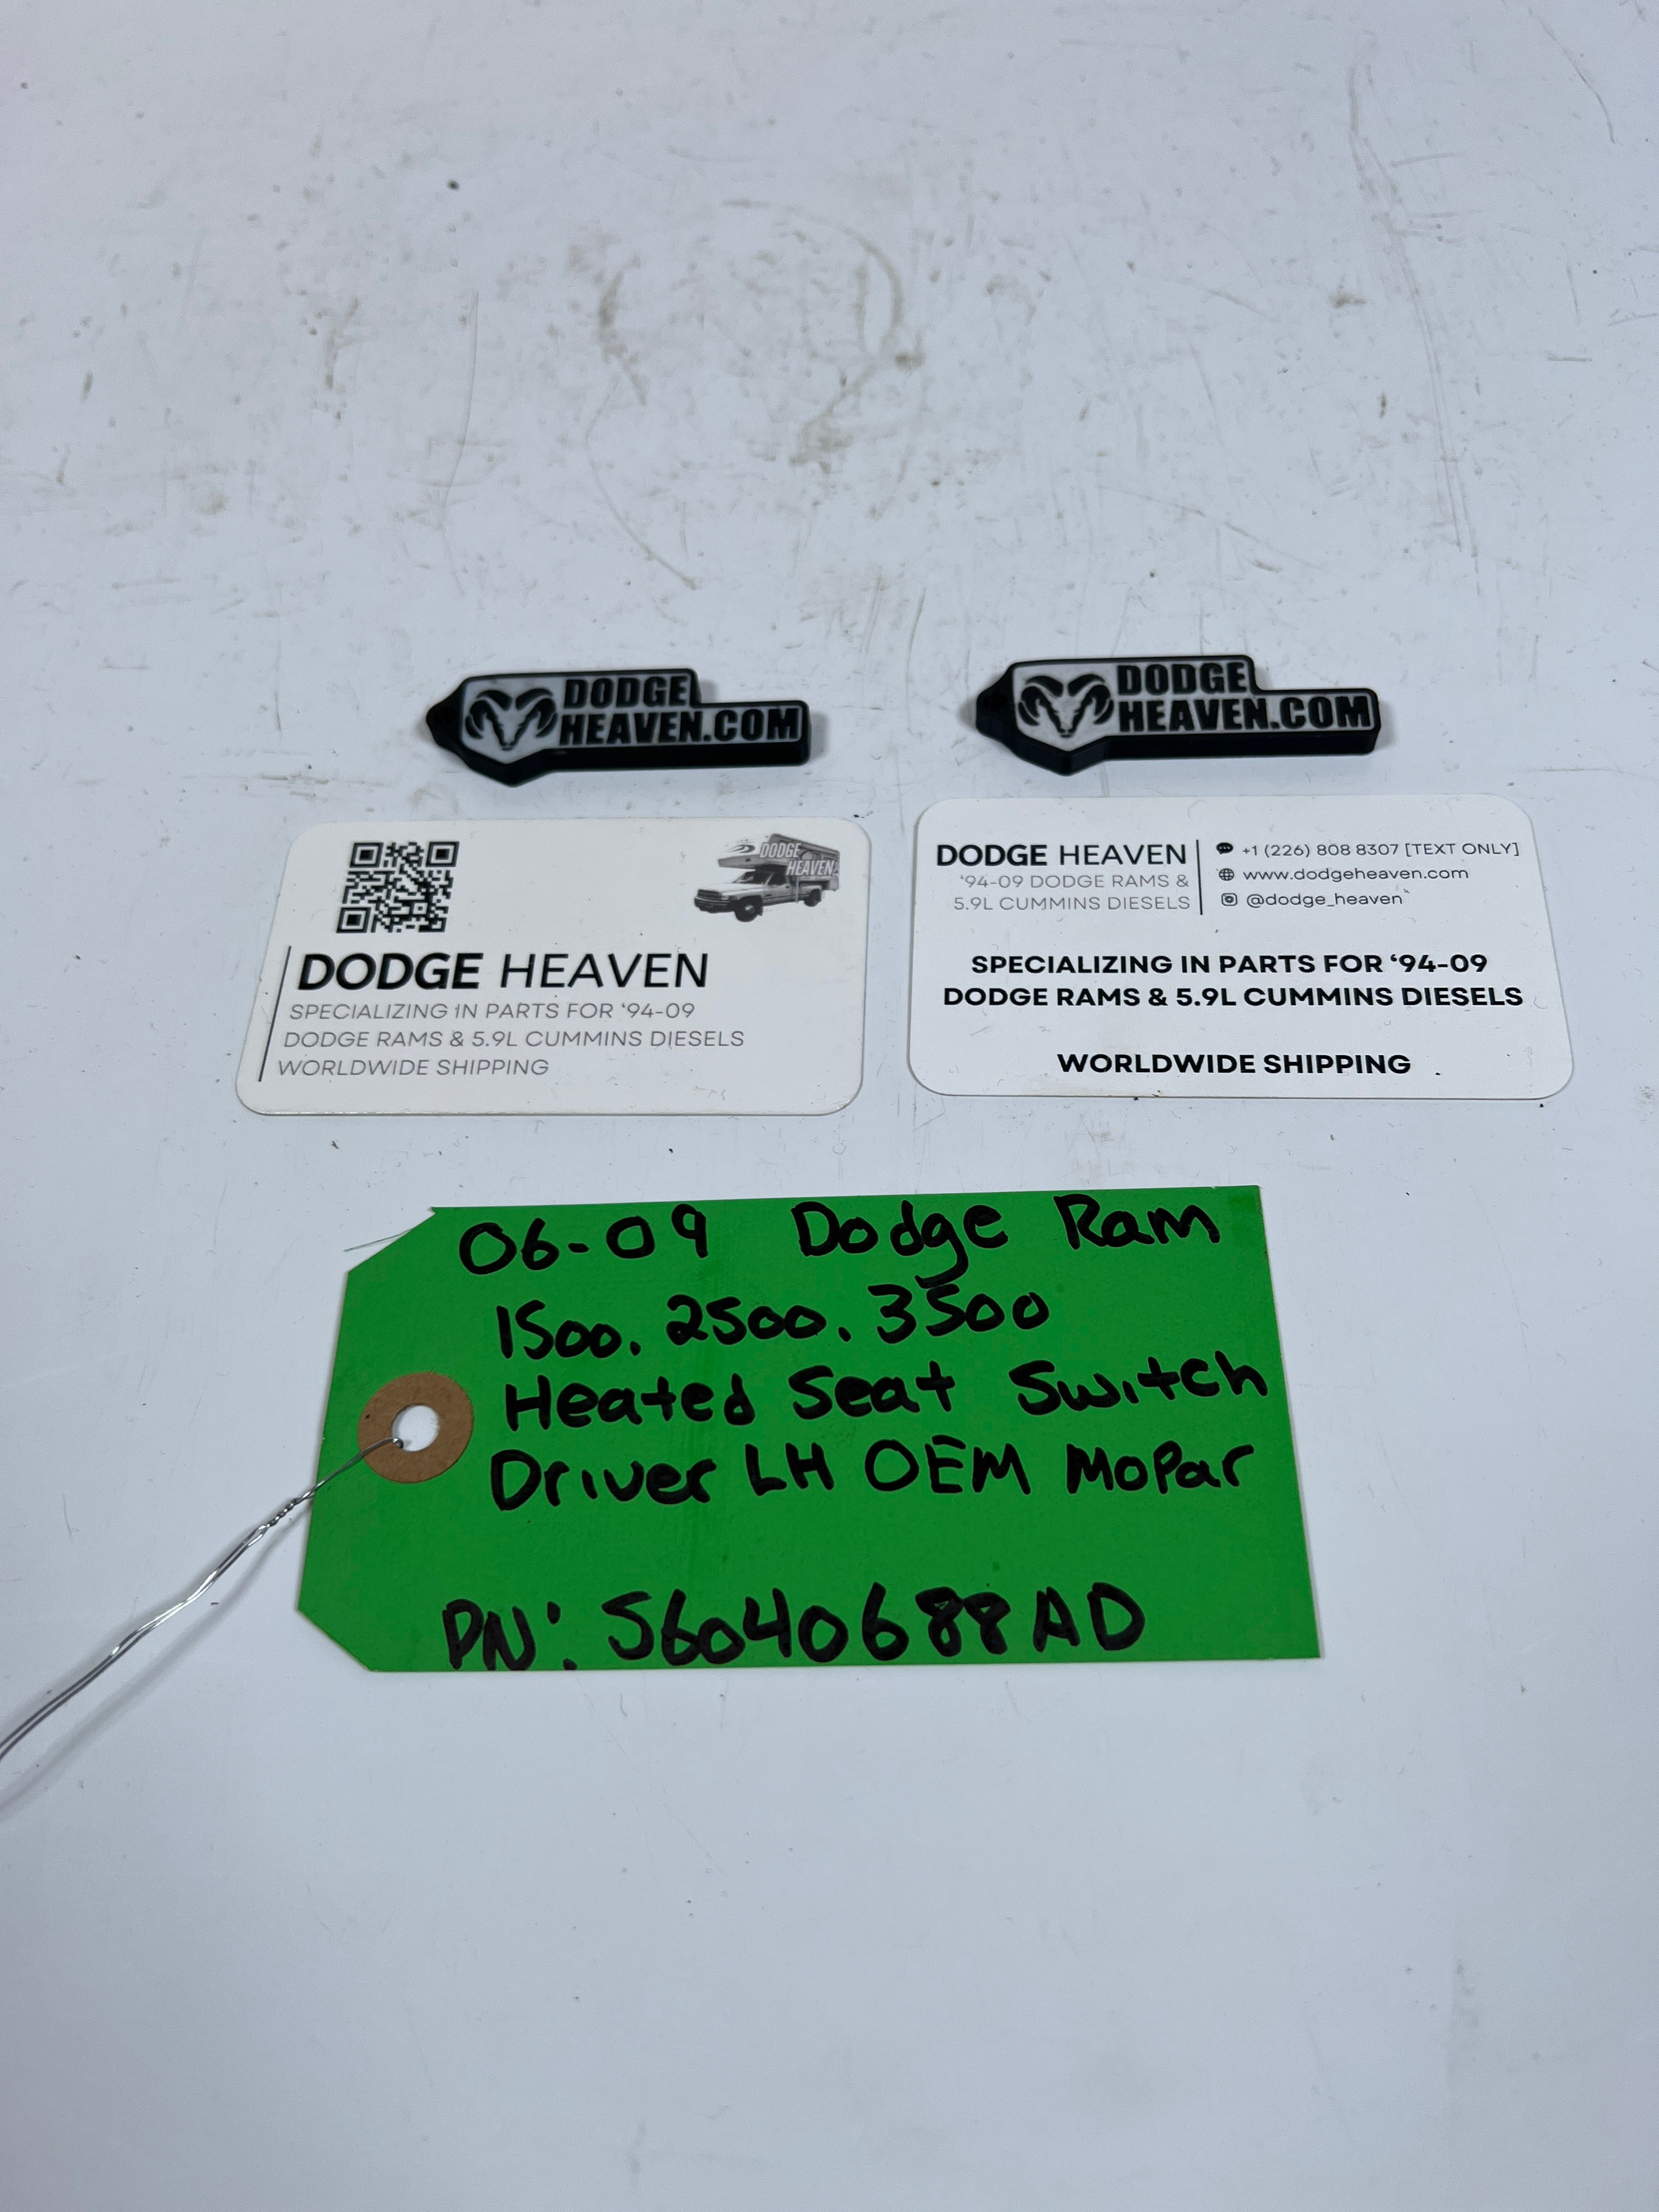 DODGE
HEAVEN.COM
DODGE
HEAVEN.COM
DODGE
HEAVEN
DODGE HEAVEN
SPECIALIZING IN PARTS FOR ‘94-09
DODGE RAMS & 5.9L CUMMINS DIESELS
WORLDWIDE SHIPPING
DODGE HEAVEN
‘94-09 DODGE RAMS &
5.9L CUMMINS DIESELS
+1 (226) 808 8307 [TEXT ONLY]
www.dodgeheaven.com
@dodge_heaven
SPECIALIZING IN PARTS FOR ‘94-09
DODGE RAMS & 5.9L CUMMINS DIESELS
WORLDWIDE SHIPPING
06-09 Dodge Ram
1500. 2500. 3500
Heated Seat Switch
Driver LH OEM Mopar
PN: 56040688AD